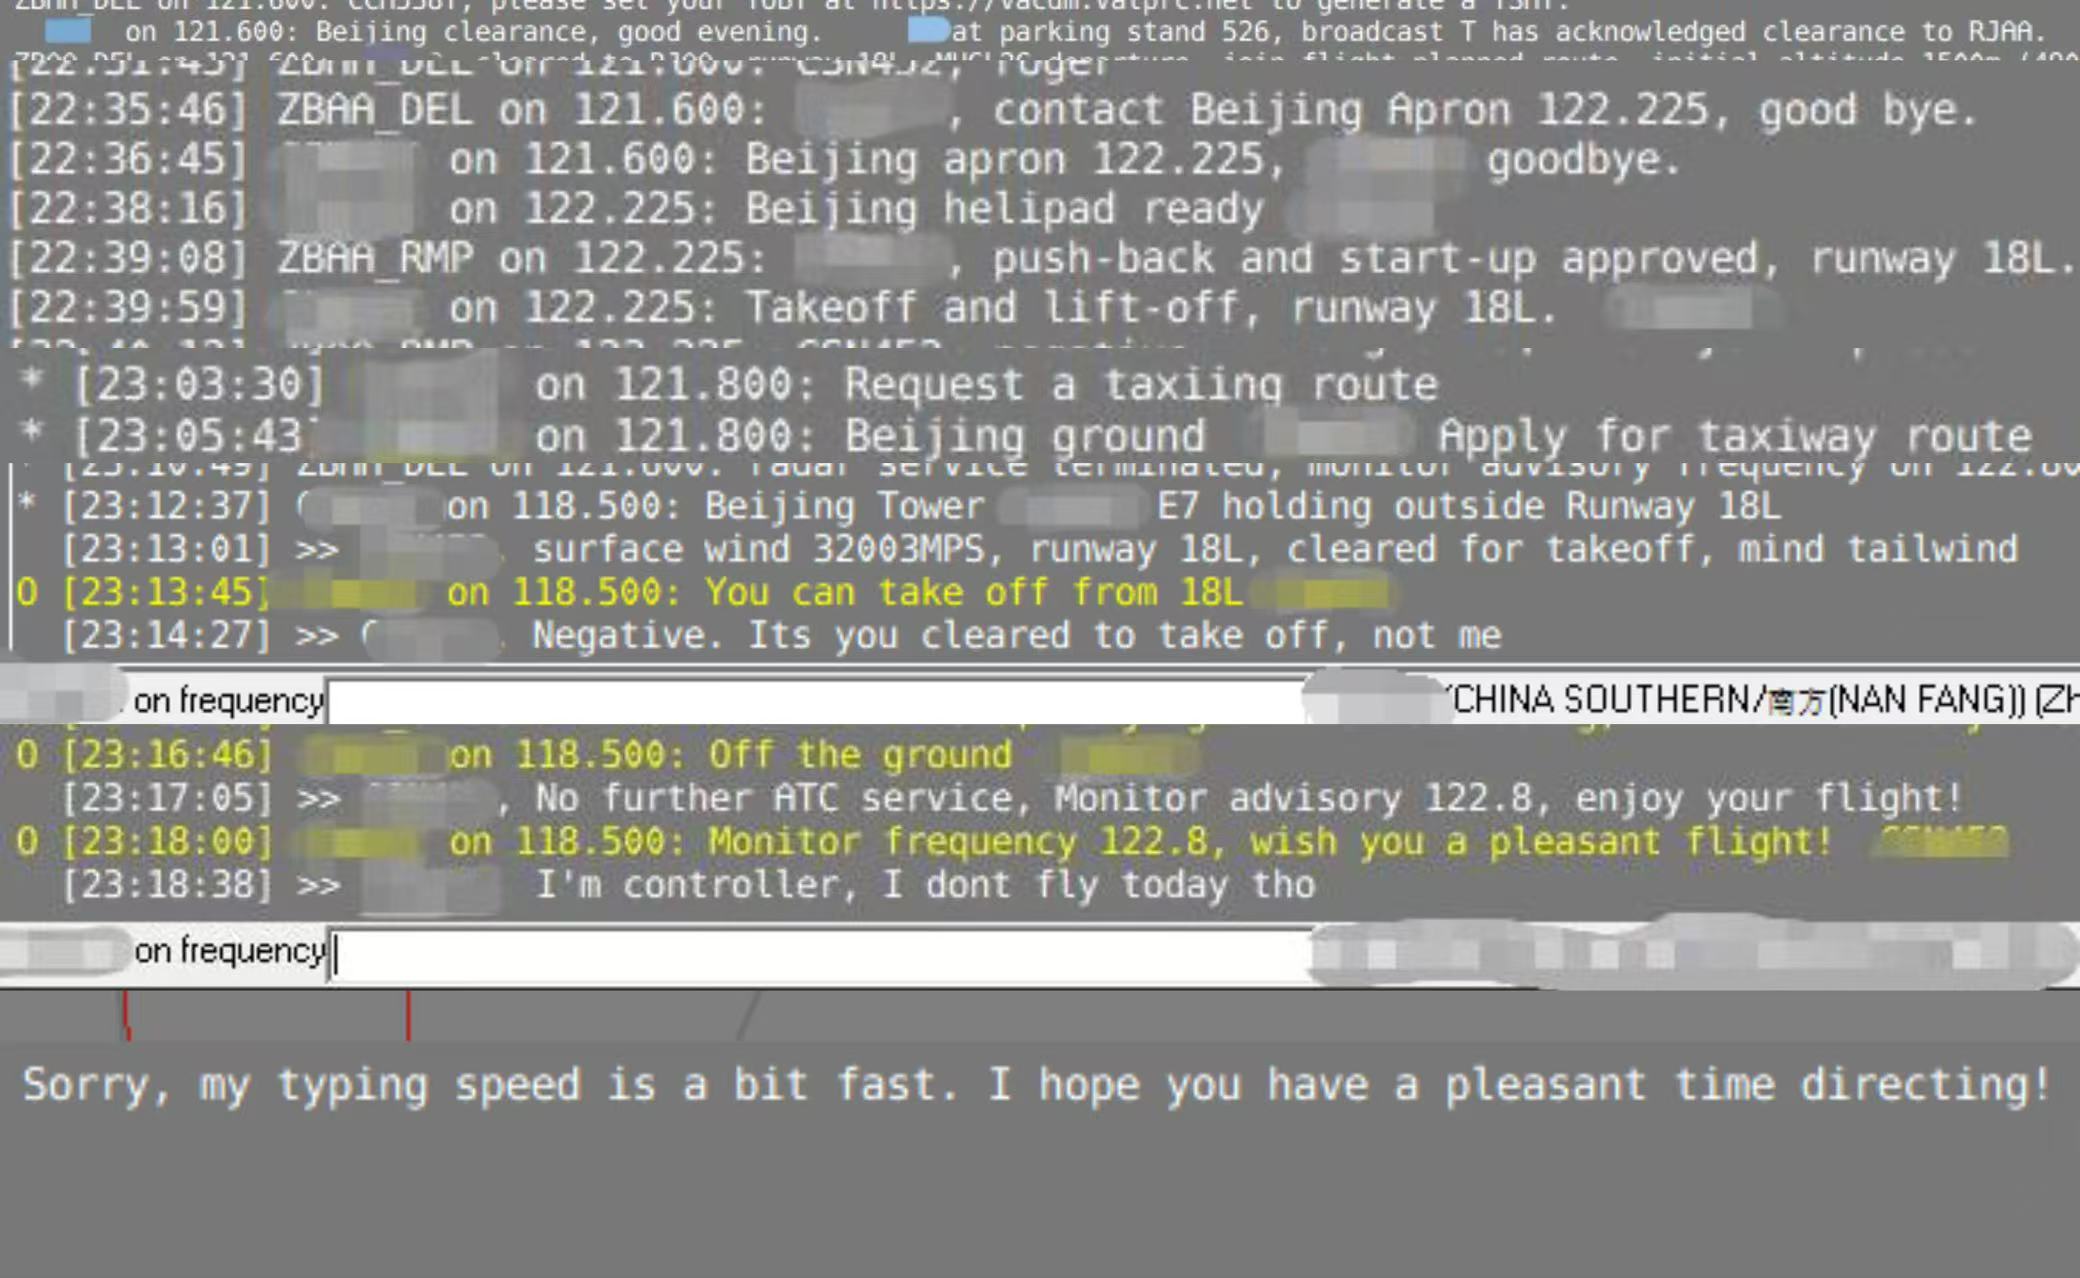 on 121.600: Beijing clearance, good evening. at parking stand 526, broadcast T has acknowledged clearance to RJAA.
[22:35:46] ZBAA_DEL on 121.600: , contact Beijing Apron 122.225, good bye.
[22:36:45] on 121.600: Beijing apron 122.225, goodbye.
[22:38:16] on 122.225: Beijing helipad ready
[22:39:08] ZBAA_RMP on 122.225: , push-back and start-up approved, runway 18L.
[22:39:59] on 122.225: Takeoff and lift-off, runway 18L.
* [23:03:30] on 121.800: Request a taxiing route
* [23:05:43] on 121.800: Beijing ground Apply for taxiway route
* [23:12:37] on 118.500: Beijing Tower E7 holding outside Runway 18L
[23:13:01] >> surface wind 32003MPS, runway 18L, cleared for takeoff, mind tailwind
O [23:13:45] on 118.500: You can take off from 18L
[23:14:27] >> Negative. Its you cleared to take off, not me
on frequency (CHINA SOUTHERN/南方(NAN FANG)) (Zh
O [23:16:46] on 118.500: Off the ground
[23:17:05] >> , No further ATC service, Monitor advisory 122.8, enjoy your flight!
O [23:18:00] on 118.500: Monitor frequency 122.8, wish you a pleasant flight!
[23:18:38] >> I'm controller, I dont fly today tho
on frequency
Sorry, my typing speed is a bit fast. I hope you have a pleasant time directing!